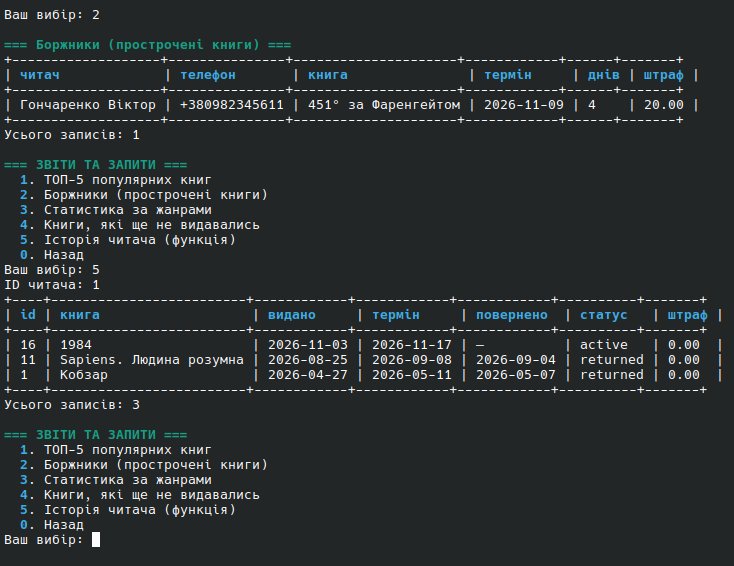 Ваш вибір: 2
=== Боржники (прострочені книги) ===
+-------------------+---------------+----------------------+------------+------+-------+
| читач             | телефон       | книга                | термін     | днів | штраф |
+-------------------+---------------+----------------------+------------+------+-------+
| Гончаренко Віктор | +380982345611 | 451° за Фаренгейтом | 2026-11-09 | 4    | 20.00 |
+-------------------+---------------+----------------------+------------+------+-------+
Усього записів: 1
=== ЗВІТИ ТА ЗАПИТИ ===
1. ТОП-5 популярних книг
2. Боржники (прострочені книги)
3. Статистика за жанрами
4. Книги, які ще не видавались
5. Історія читача (функція)
0. Назад
Ваш вибір: 5
ID читача: 1
+----+-------------------------+------------+------------+------------+----------+-------+
| id | книга                   | видано     | термін     | повернено  | статус   | штраф |
+----+-------------------------+------------+------------+------------+----------+-------+
| 16 | 1984                    | 2026-11-03 | 2026-11-17 | —          | active   | 0.00  |
| 11 | Sapiens. Людина розумна | 2026-08-25 | 2026-09-08 | 2026-09-04 | returned | 0.00  |
| 1  | Кобзар                  | 2026-04-27 | 2026-05-11 | 2026-05-07 | returned | 0.00  |
+----+-------------------------+------------+------------+------------+----------+-------+
Усього записів: 3
=== ЗВІТИ ТА ЗАПИТИ ===
1. ТОП-5 популярних книг
2. Боржники (прострочені книги)
3. Статистика за жанрами
4. Книги, які ще не видавались
5. Історія читача (функція)
0. Назад
Ваш вибір: